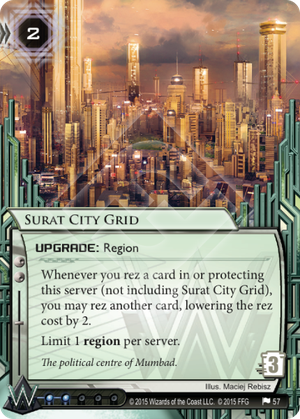 2
SURAT CITY GRID
UPGRADE: Region
Whenever you rez a card in or protecting
this server (not including Surat City Grid),
you may rez another card, lowering the rez
cost by 2.
Limit 1 region per server.
The political centre of Mumbad.
3
Illus. Maciej Rebisz
© 2015 Wizards of the Coast LLC. © 2015 FFG
57